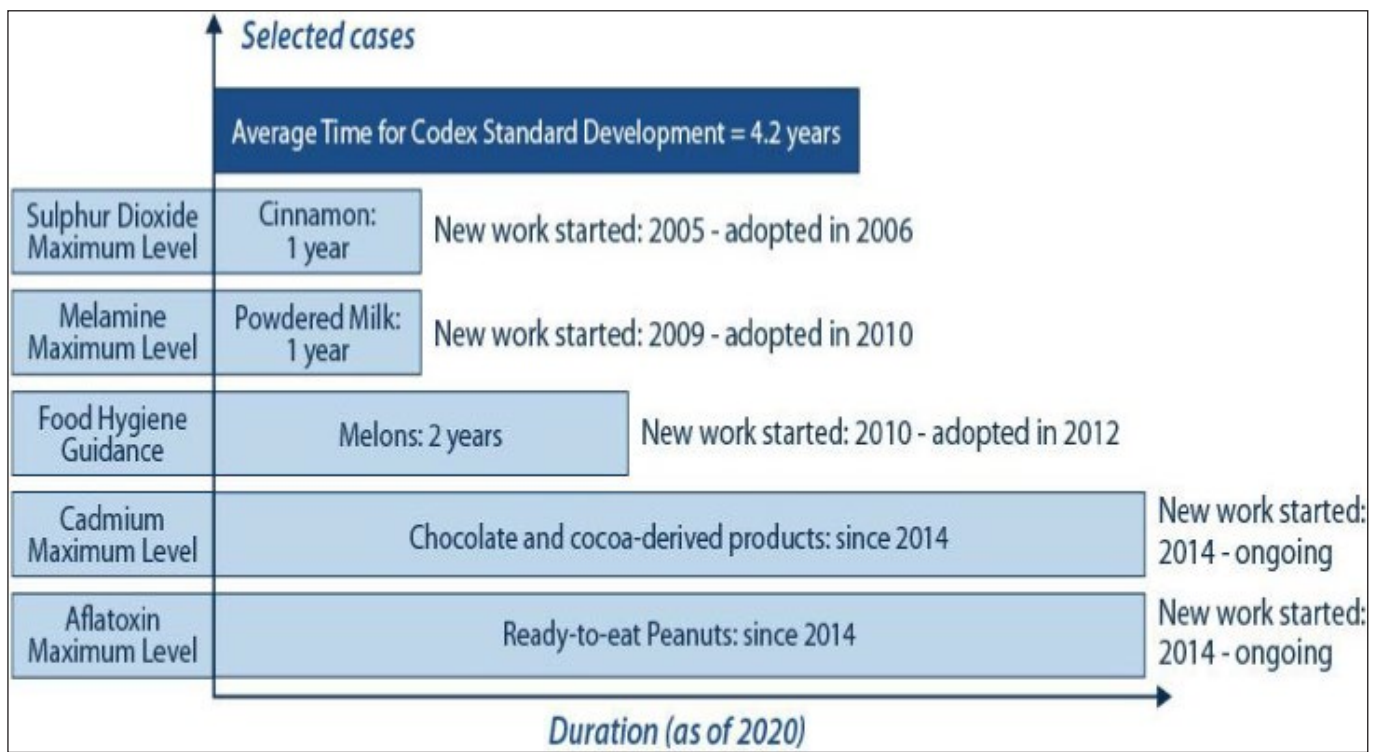 Selected cases
Average Time for Codex Standard Development = 4.2 years
Sulphur Dioxide
Maximum Level
Cinnamon:
1 year
New work started: 2005 - adopted in 2006
Melamine
Maximum Level
Powdered Milk:
1 year
New work started: 2009 - adopted in 2010
Food Hygiene
Guidance
Melons: 2 years
New work started: 2010 - adopted in 2012
Cadmium
Maximum Level
Chocolate and cocoa-derived products: since 2014
New work started:
2014 - ongoing
Aflatoxin
Maximum Level
Ready-to-eat Peanuts: since 2014
New work started:
2014 - ongoing
Duration (as of 2020)